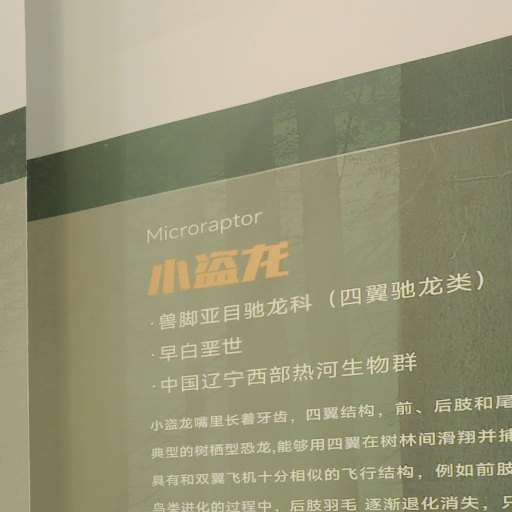 Microraptor
小盗龙
·兽脚亚目驰龙科（四翼驰龙类）
·早白垩世
·中国辽宁西部热河生物群
小盗龙嘴里长着牙齿，四翼结构，前、后肢和尾
典型的树栖型恐龙,能够用四翼在树林间滑翔并捕
具有和双翼飞机十分相似的飞行结构，例如前肢
鸟类进化的过程中，后肢羽毛 逐渐退化消失，只